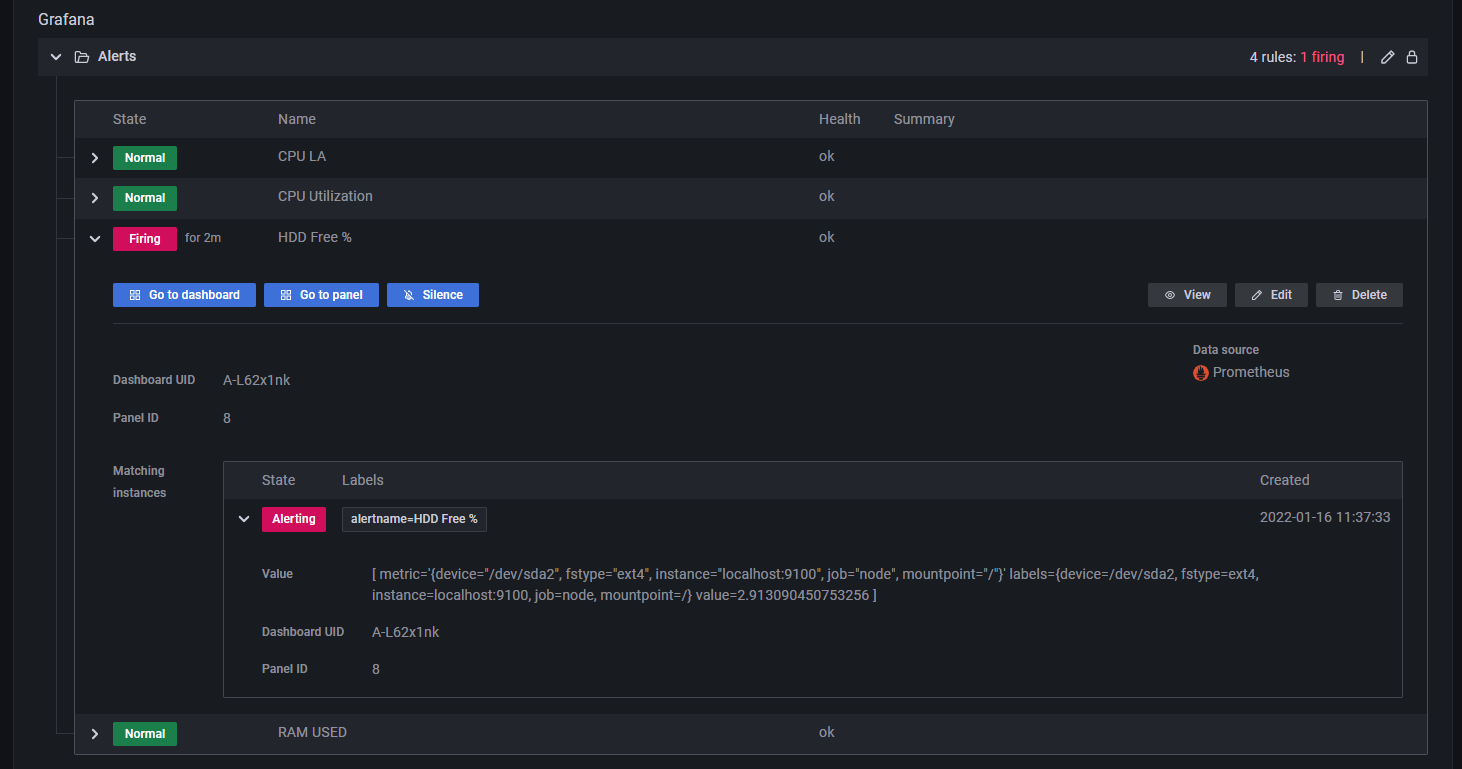 Grafana
Alerts 4 rules: 1 firing |
State Name Health Summary
Normal CPU LA ok
Normal CPU Utilization ok
Firing for 2m HDD Free % ok
Go to dashboard Go to panel Silence View Edit Delete
Data source
Prometheus
Dashboard UID A-L62x1nk
Panel ID 8
Matching
instances
State Labels Created
Alerting alertname=HDD Free % 2022-01-16 11:37:33
Value [ metric='{device="/dev/sda2", fstype="ext4", instance="localhost:9100", job="node", mountpoint="/"}' labels={device=/dev/sda2, fstype=ext4,
instance=localhost:9100, job=node, mountpoint=/} value=2.913090450753256 ]
Dashboard UID A-L62x1nk
Panel ID 8
Normal RAM USED ok